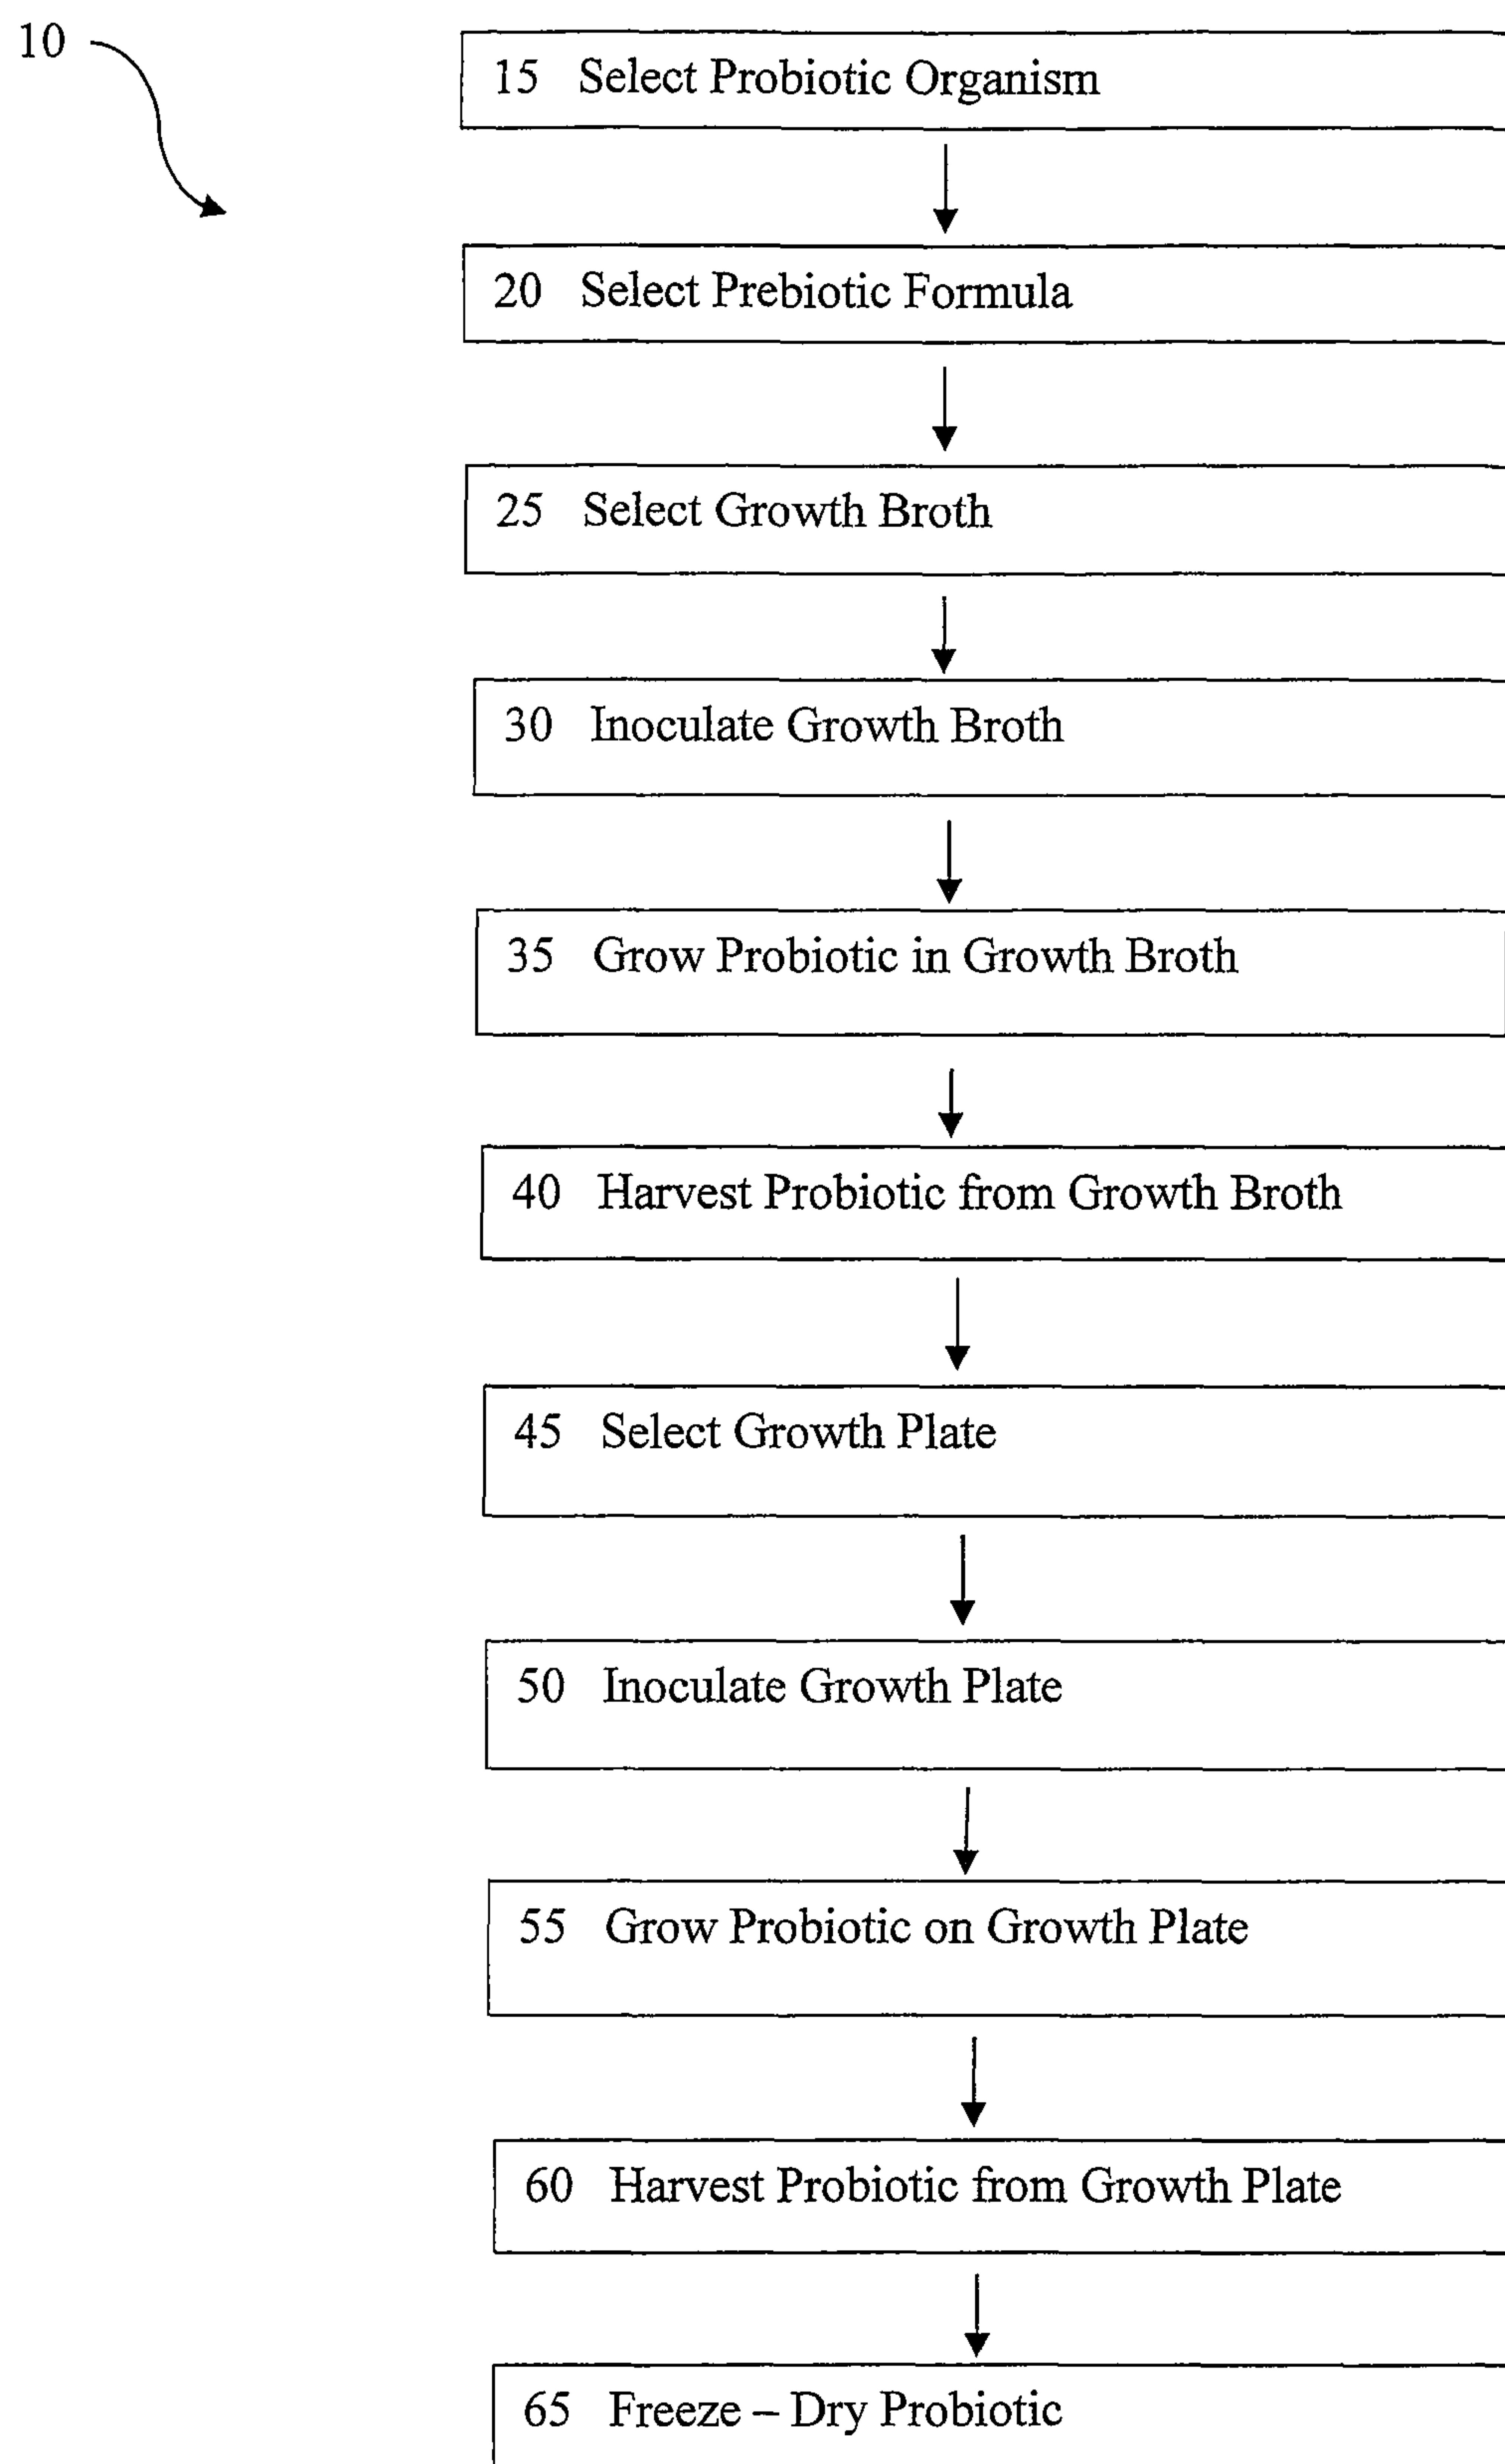 10
15 Select Probiotic Organism
20 Select Prebiotic Formula
25 Select Growth Broth
30 Inoculate Growth Broth
35 Grow Probiotic in Growth Broth
40 Harvest Probiotic from Growth Broth
45 Select Growth Plate
50 Inoculate Growth Plate
55 Grow Probiotic on Growth Plate
60 Harvest Probiotic from Growth Plate
65 Freeze – Dry Probiotic